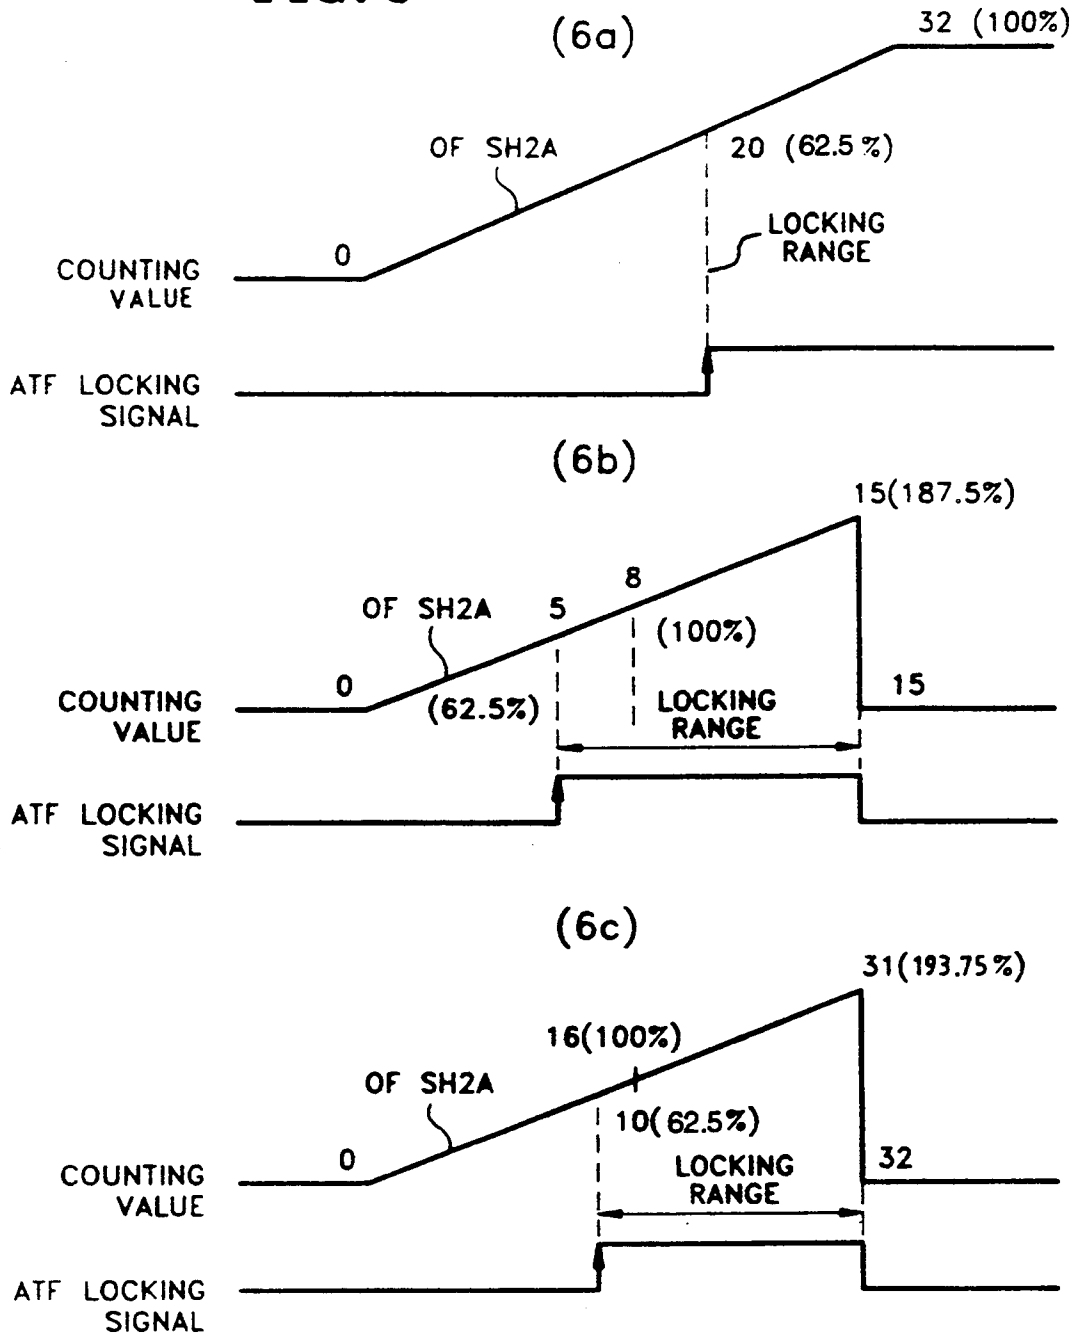 (6a)
32 (100%)
OF SH2A
20 (62.5%)
LOCKING
RANGE
0
COUNTING
VALUE
ATF LOCKING
SIGNAL
(6b)
15(187.5%)
8
OF SH2A
5
(100%)
0
(62.5%)
15
COUNTING
VALUE
LOCKING
RANGE
ATF LOCKING
SIGNAL
(6c)
31(193.75%)
16(100%)
OF SH2A
10(62.5%)
0
32
COUNTING
VALUE
LOCKING
RANGE
ATF LOCKING
SIGNAL